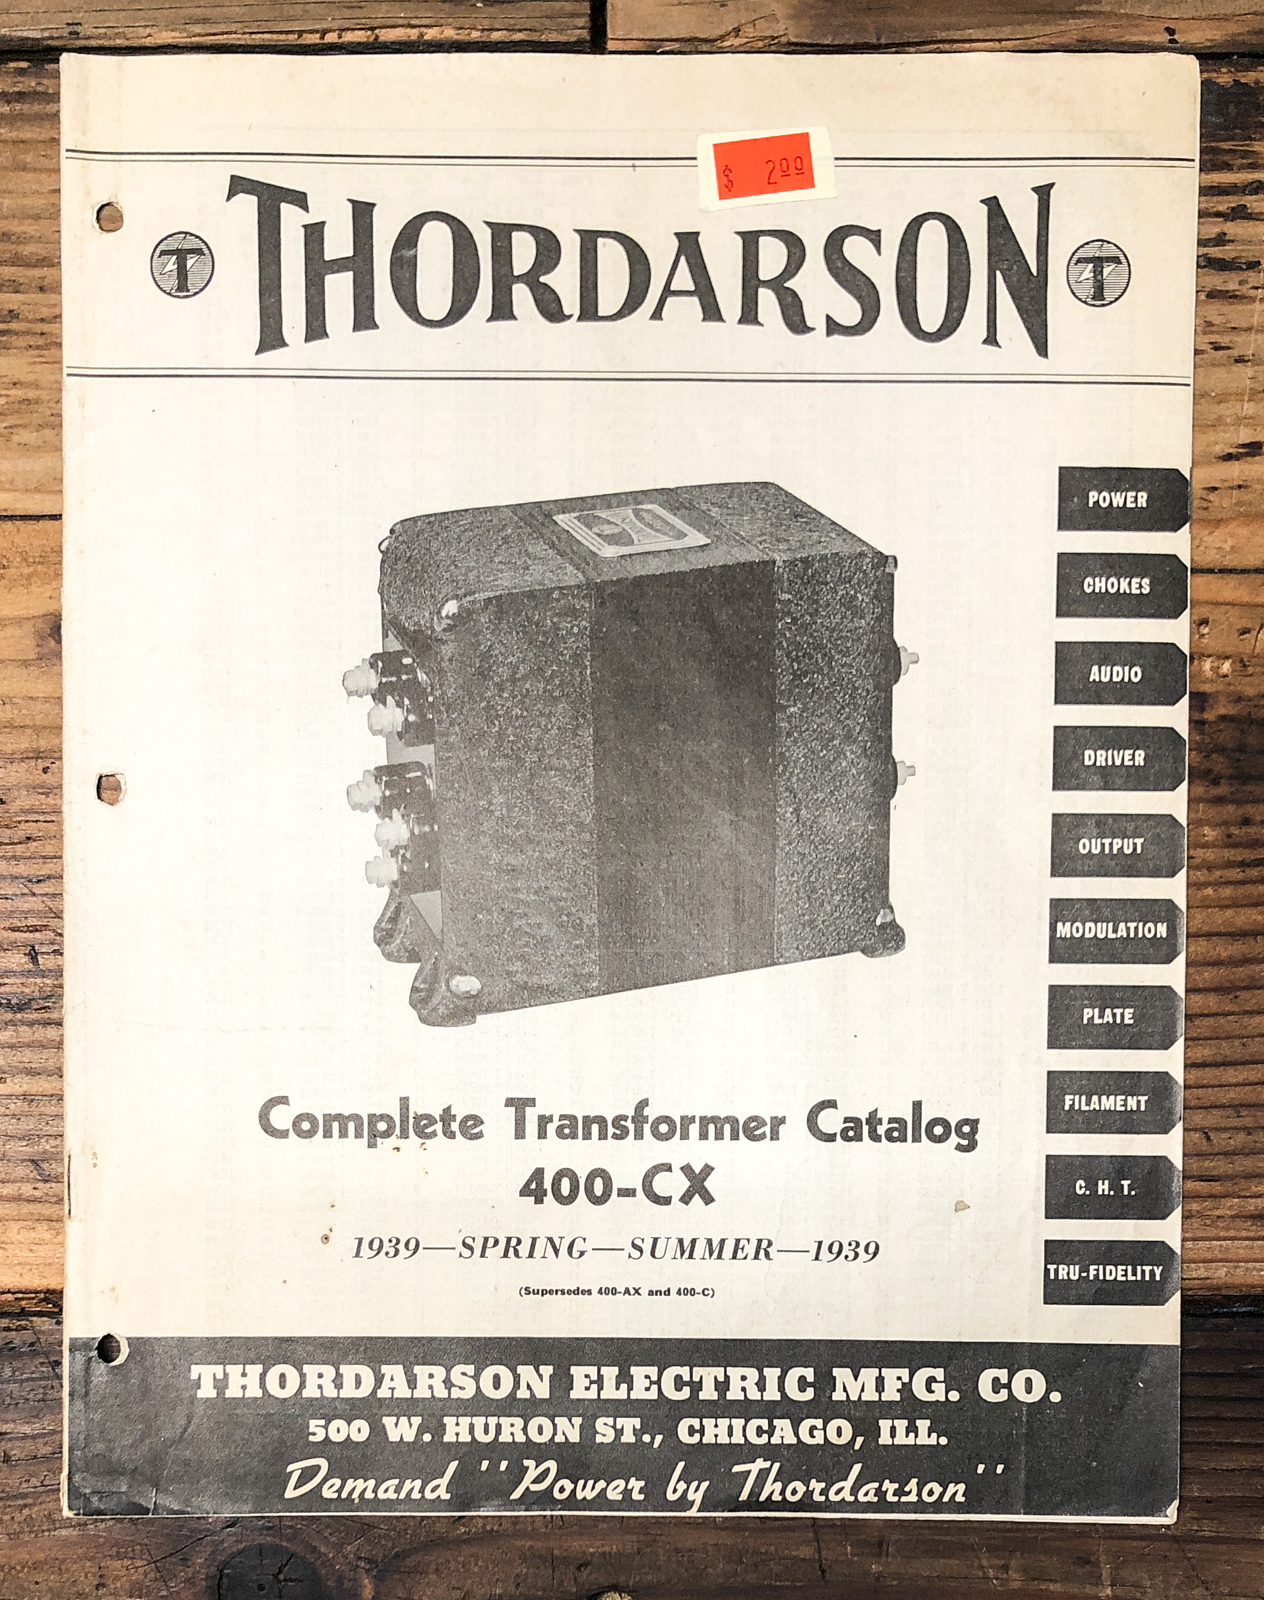 $ 2.00
T THORDARSON T
POWER
CHOKES
AUDIO
DRIVER
OUTPUT
MODULATION
PLATE
FILAMENT
C. H. T.
TRU-FIDELITY
Complete Transformer Catalog
400-CX
1939—SPRING—SUMMER—1939
(Supersedes 400-AX and 400-C)
THORDARSON ELECTRIC MFG. CO.
500 W. HURON ST., CHICAGO, ILL.
Demand "Power by Thordarson"